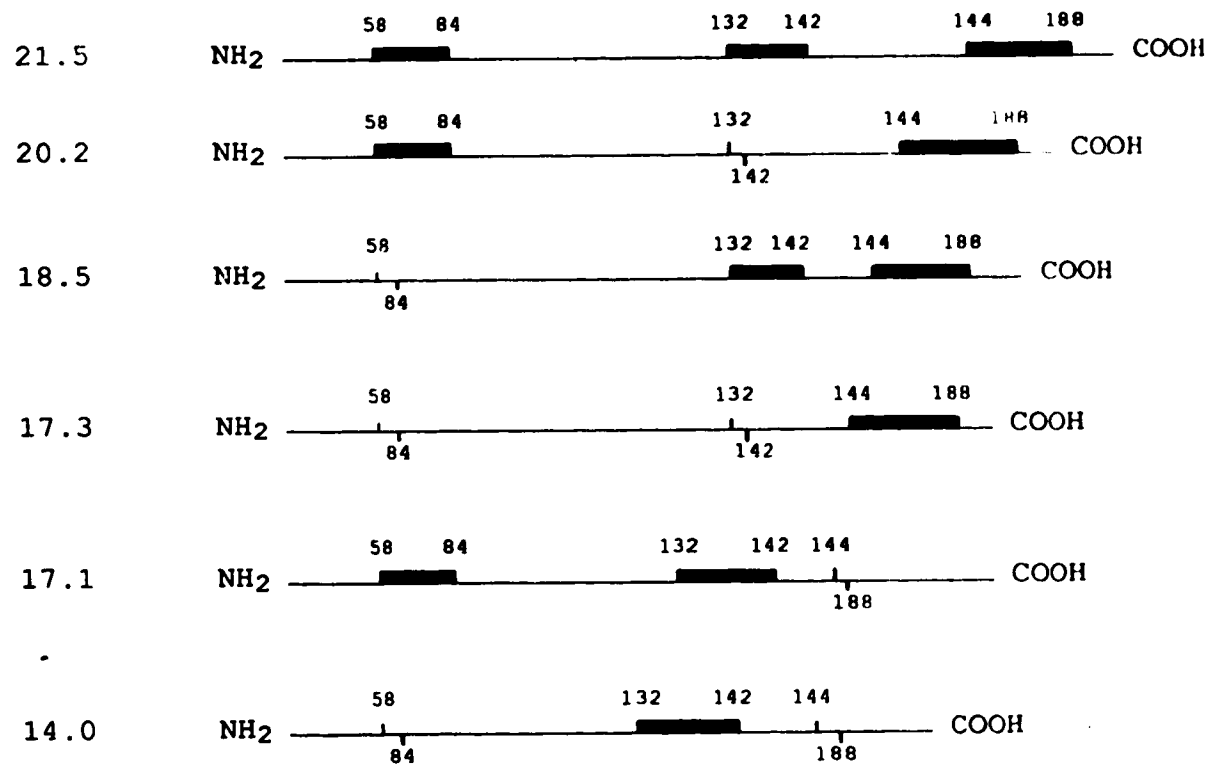 58 84 132 142 144 188
21.5 NH2 COOH
58 84 132 144 188
20.2 NH2 COOH
142
58 132 142 144 188
18.5 NH2 COOH
84
58 132 144 188
17.3 NH2 COOH
84 142
58 84 132 142 144
17.1 NH2 COOH
188
58 132 142 144
14.0 NH2 COOH
84 188